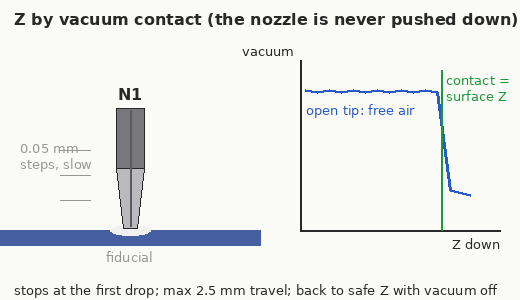 Z by vacuum contact (the nozzle is never pushed down)
vacuum
contact =
surface Z
N1
open tip: free air
0.05 mm
steps, slow
Z down
fiducial
stops at the first drop; max 2.5 mm travel; back to safe Z with vacuum off